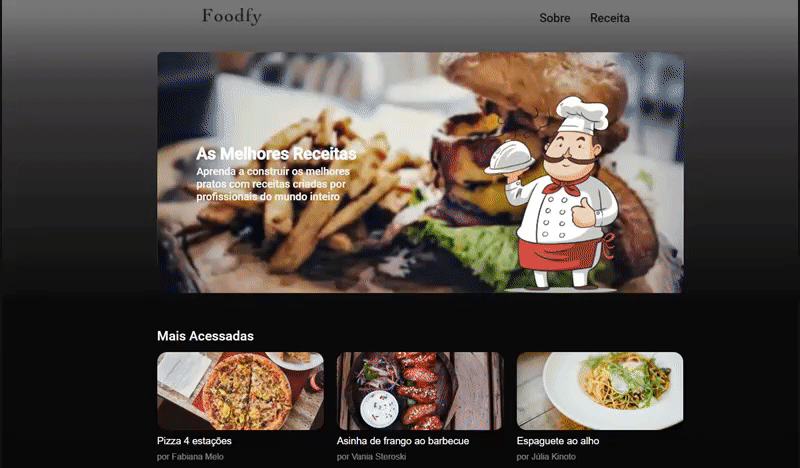 Foodfy
Sobre Receita
As Melhores Receitas
Aprenda a construir os melhores
pratos com receitas criadas por
profissionais do mundo inteiro
Mais Acessadas
Pizza 4 estações
por Fabiana Melo
Asinha de frango ao barbecue
por Vania Steroski
Espaguete ao alho
por Júlia Kinoto